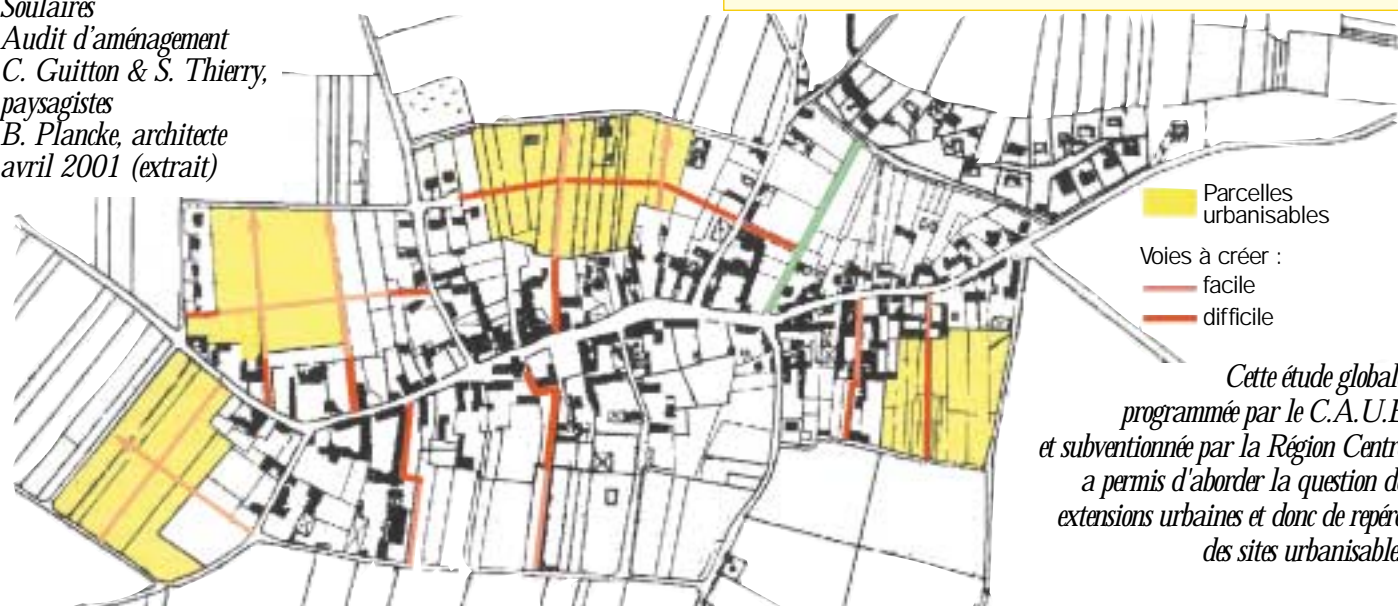 Soulaires
Audit d'aménagement
C. Guitton & S. Thierry,
paysagistes
B. Plancke, architecte
avril 2001 (extrait)
Parcelles
urbanisables
Voies à créer :
facile
difficile
Cette étude global
programmée par le C.A.U.
et subventionnée par la Région Centr
a permis d'aborder la question d
extensions urbaines et donc de repér
des sites urbanisable